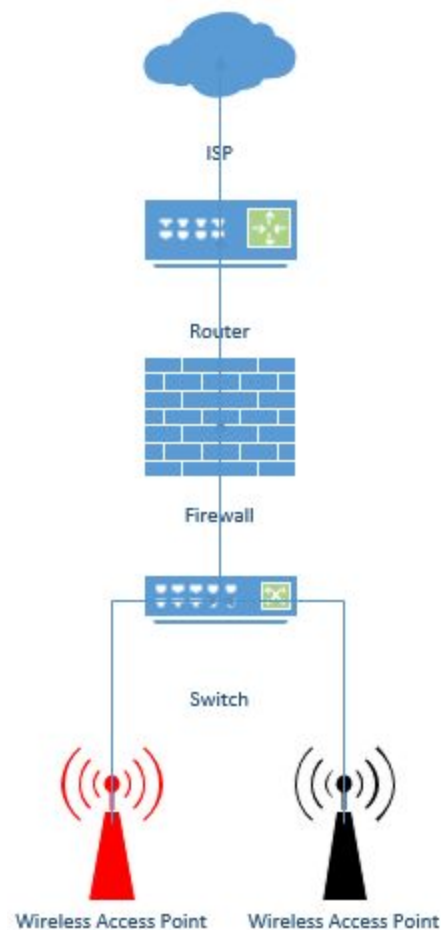 ISP
Router
Firewall
Switch
Wireless Access Point Wireless Access Point